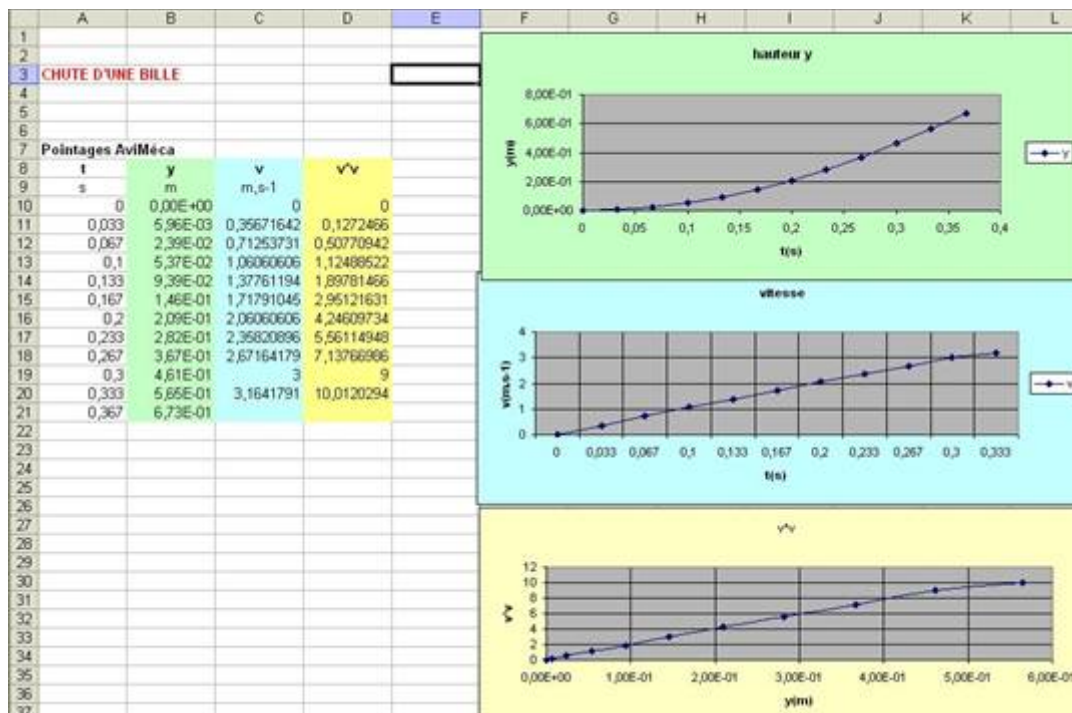 A B C D E F G H I J K L
1
2
3 CHUTE D'UNE BILLE
4
5
6
7 Pointages AviMéca
8 t y v v*v
9 s m m,s-1
10 0 0,00E+00 0 0
11 0,033 5,96E-03 0,35671642 0,1272466
12 0,067 2,39E-02 0,71253731 0,50770942
13 0,1 5,37E-02 1,06060606 1,12488522
14 0,133 9,39E-02 1,37761194 1,89781466
15 0,167 1,46E-01 1,71791045 2,95121631
16 0,2 2,09E-01 2,06060606 4,24609734
17 0,233 2,82E-01 2,35820896 5,56114948
18 0,267 3,67E-01 2,67164179 7,13766986
19 0,3 4,61E-01 3 9
20 0,333 5,65E-01 3,1641791 10,0120294
21 0,367 6,73E-01
22
23
24
25
26
27
28
29
30
31
32
33
34
35
36
37
hauteur y
y(m)
8,00E-01
6,00E-01
4,00E-01
2,00E-01
0,00E+00
0 0,05 0,1 0,15 0,2 0,25 0,3 0,35 0,4
t(s)
y
vitesse
v(m,s-1)
4
3
2
1
0
0 0,033 0,067 0,1 0,133 0,167 0,2 0,233 0,267 0,3 0,333
t(s)
v*v
v*v
12
10
8
6
4
2
0
0,00E+00 1,00E-01 2,00E-01 3,00E-01 4,00E-01 5,00E-01 6,00E-01
y(m)